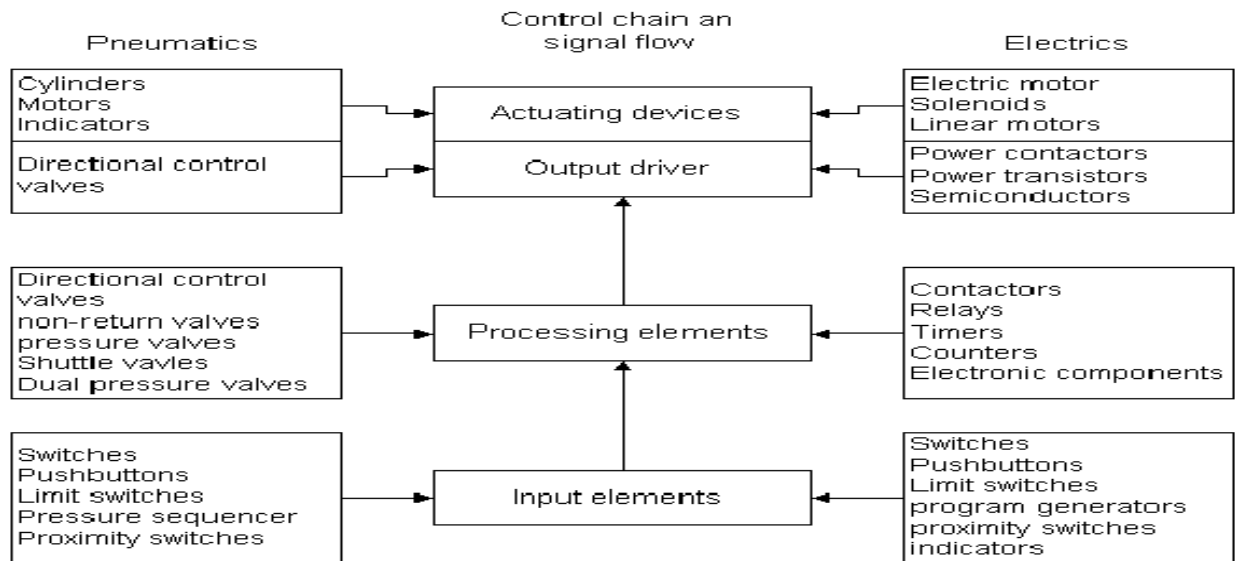 Control chain an
signal flow
Pneumatics
Electrics
Cylinders
Motors
Indicators
Directional control
valves
Actuating devices
Output driver
Electric motor
Solenoids
Linear motors
Power contactors
Power transistors
Semiconductors
Directional control
valves
non-return valves
pressure valves
Shuttle vavles
Dual pressure valves
Processing elements
Contactors
Relays
Timers
Counters
Electronic components
Switches
Pushbuttons
Limit switches
Pressure sequencer
Proximity switches
Input elements
Switches
Pushbuttons
Limit switches
program generators
proximity switches
indicators